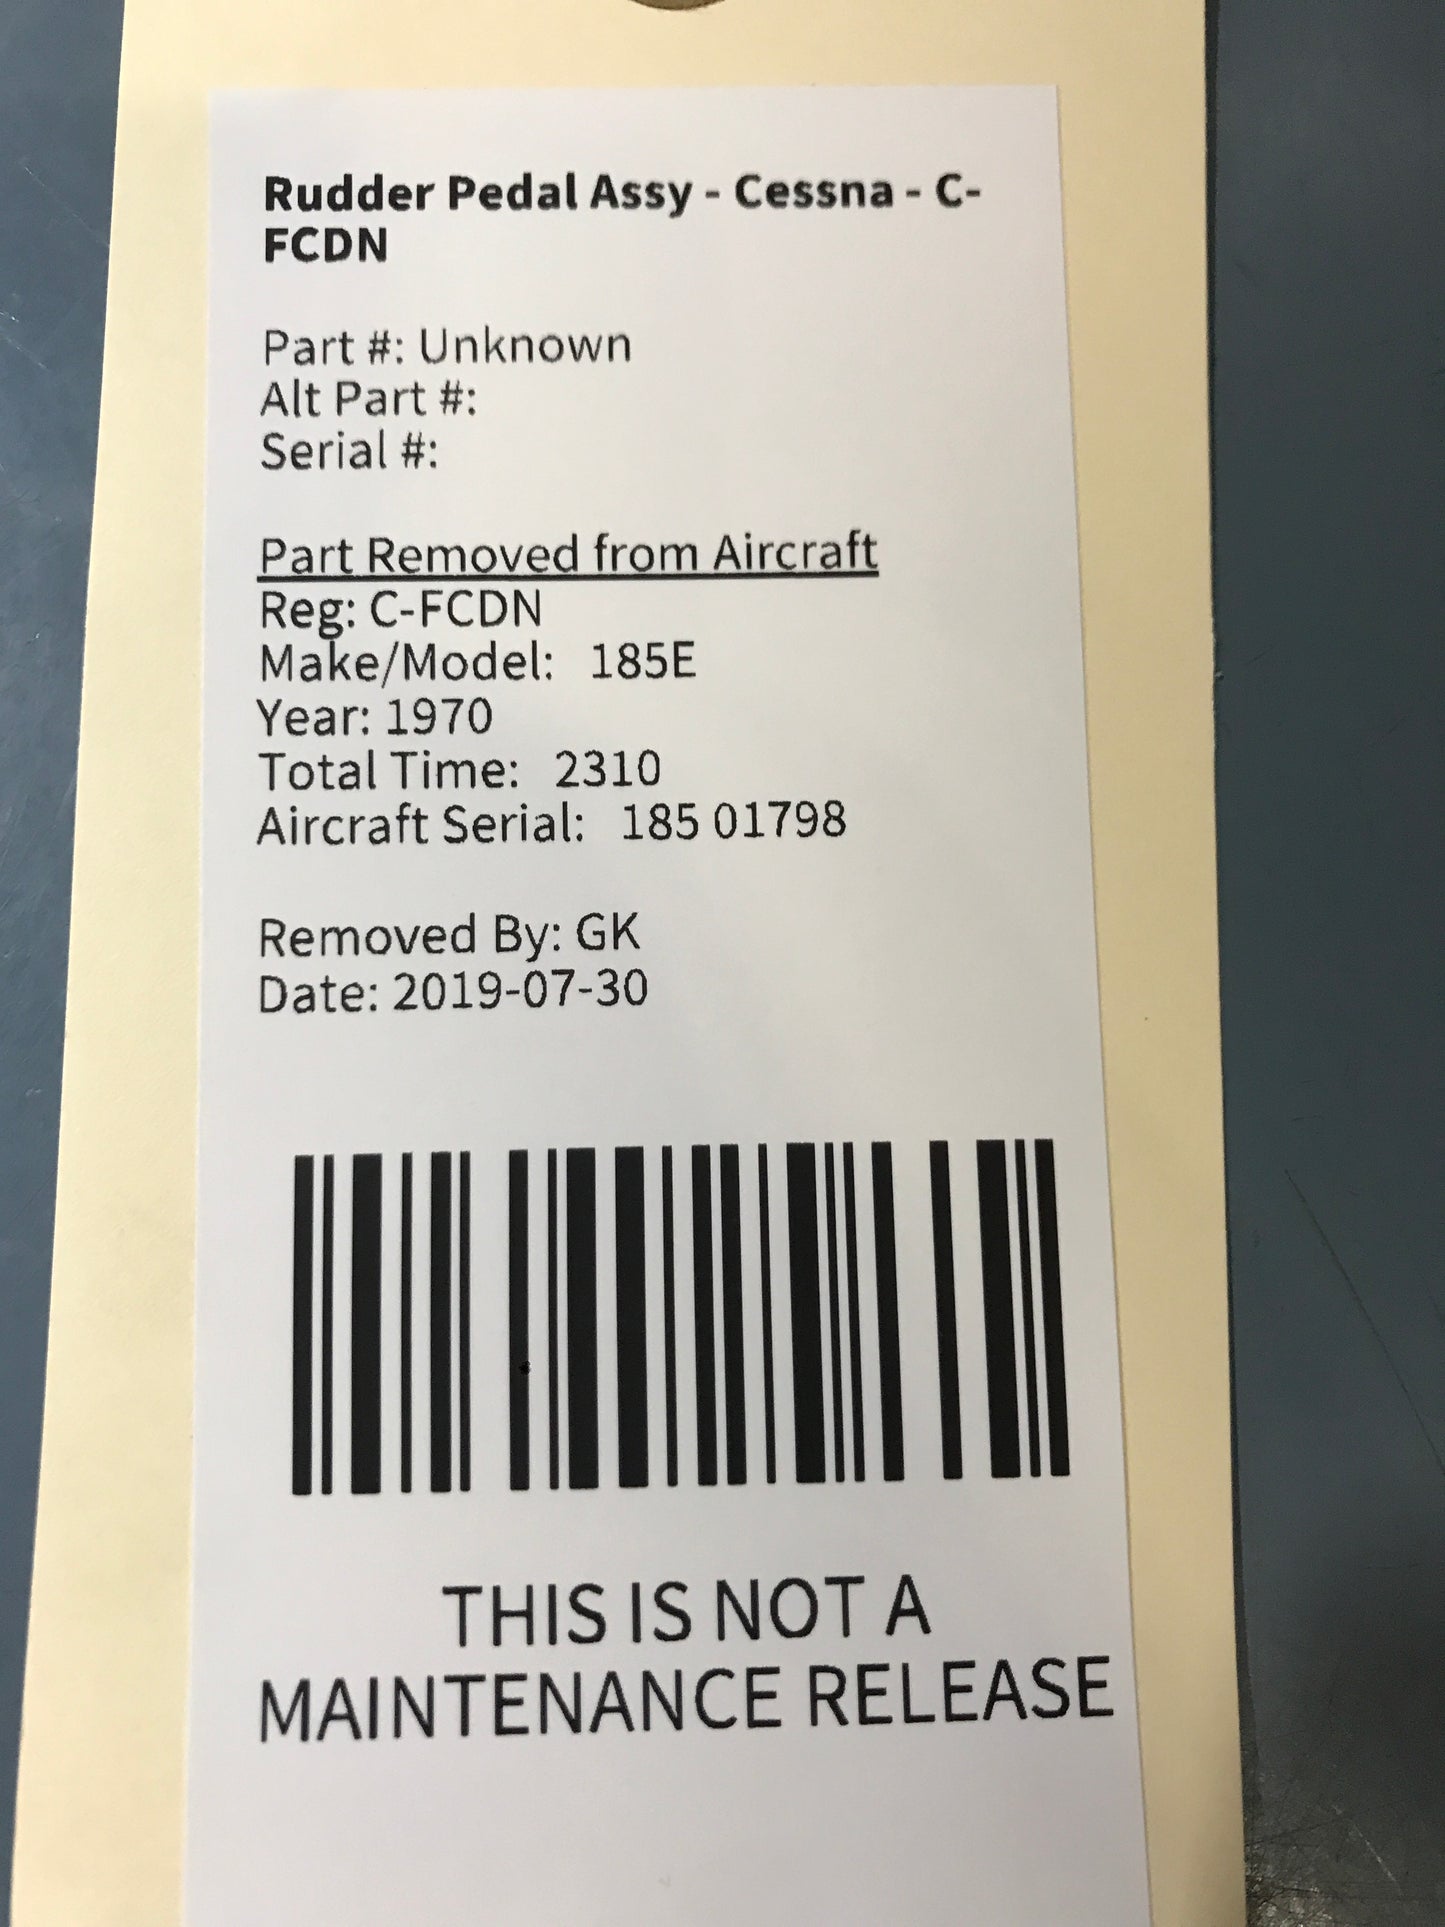 Rudder Pedal Assy - Cessna - C-
FCDN
Part #: Unknown
Alt Part #:
Serial #:
Part Removed from Aircraft
Reg: C-FCDN
Make/Model: 185E
Year: 1970
Total Time: 2310
Aircraft Serial: 185 01798
Removed By: GK
Date: 2019-07-30
THIS IS NOT A
MAINTENANCE RELEASE